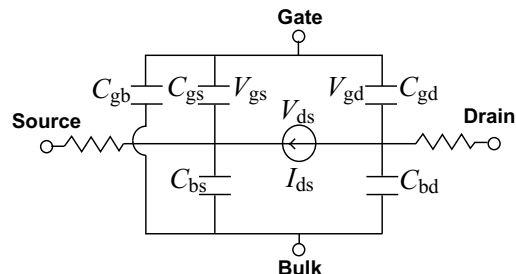 Gate
C_gb C_gs V_gs V_gd C_gd
V_ds
Source
Drain
C_bs I_ds C_bd
Bulk